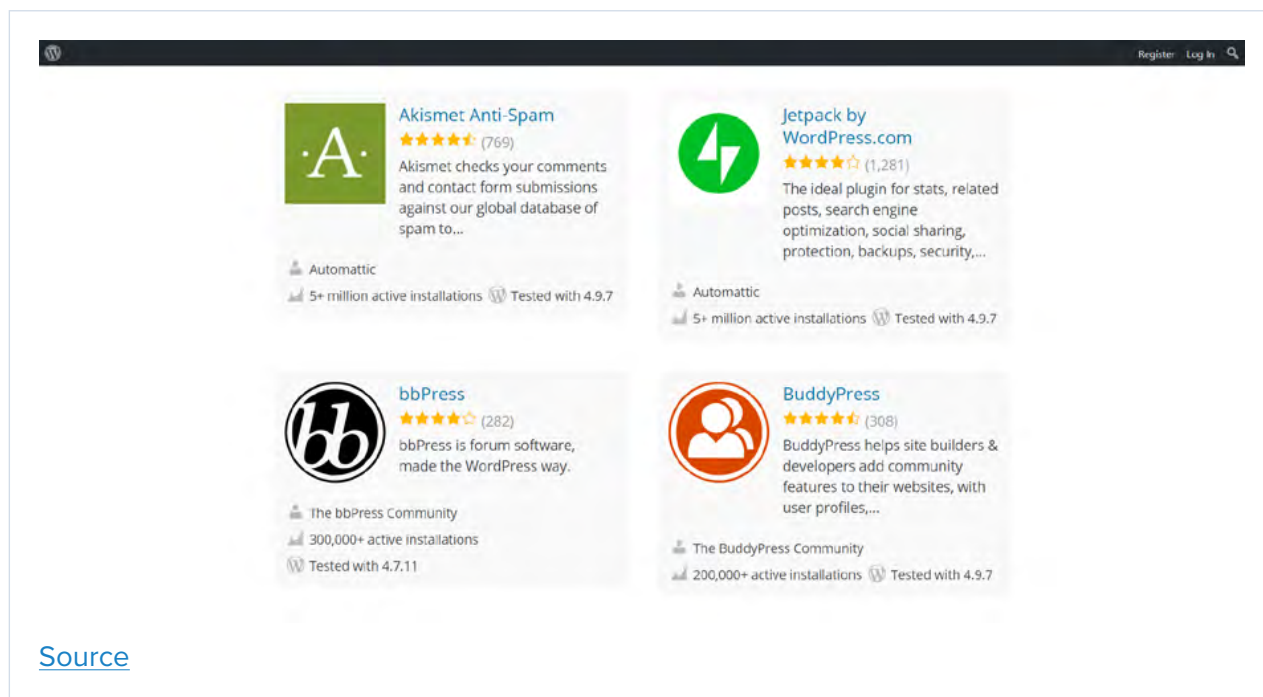 Register Log In
·A·
Akismet Anti-Spam
(769)
Akismet checks your comments
and contact form submissions
against our global database of
spam to...
Automattic
5+ million active installations Tested with 4.9.7
Jetpack by
WordPress.com
(1,281)
The ideal plugin for stats, related
posts, search engine
optimization, social sharing,
protection, backups, security,...
Automattic
5+ million active installations Tested with 4.9.7
bb
bbPress
(282)
bbPress is forum software,
made the WordPress way.
The bbPress Community
300,000+ active installations
Tested with 4.7.11
BuddyPress
(308)
BuddyPress helps site builders &
developers add community
features to their websites, with
user profiles,...
The BuddyPress Community
200,000+ active installations Tested with 4.9.7
Source